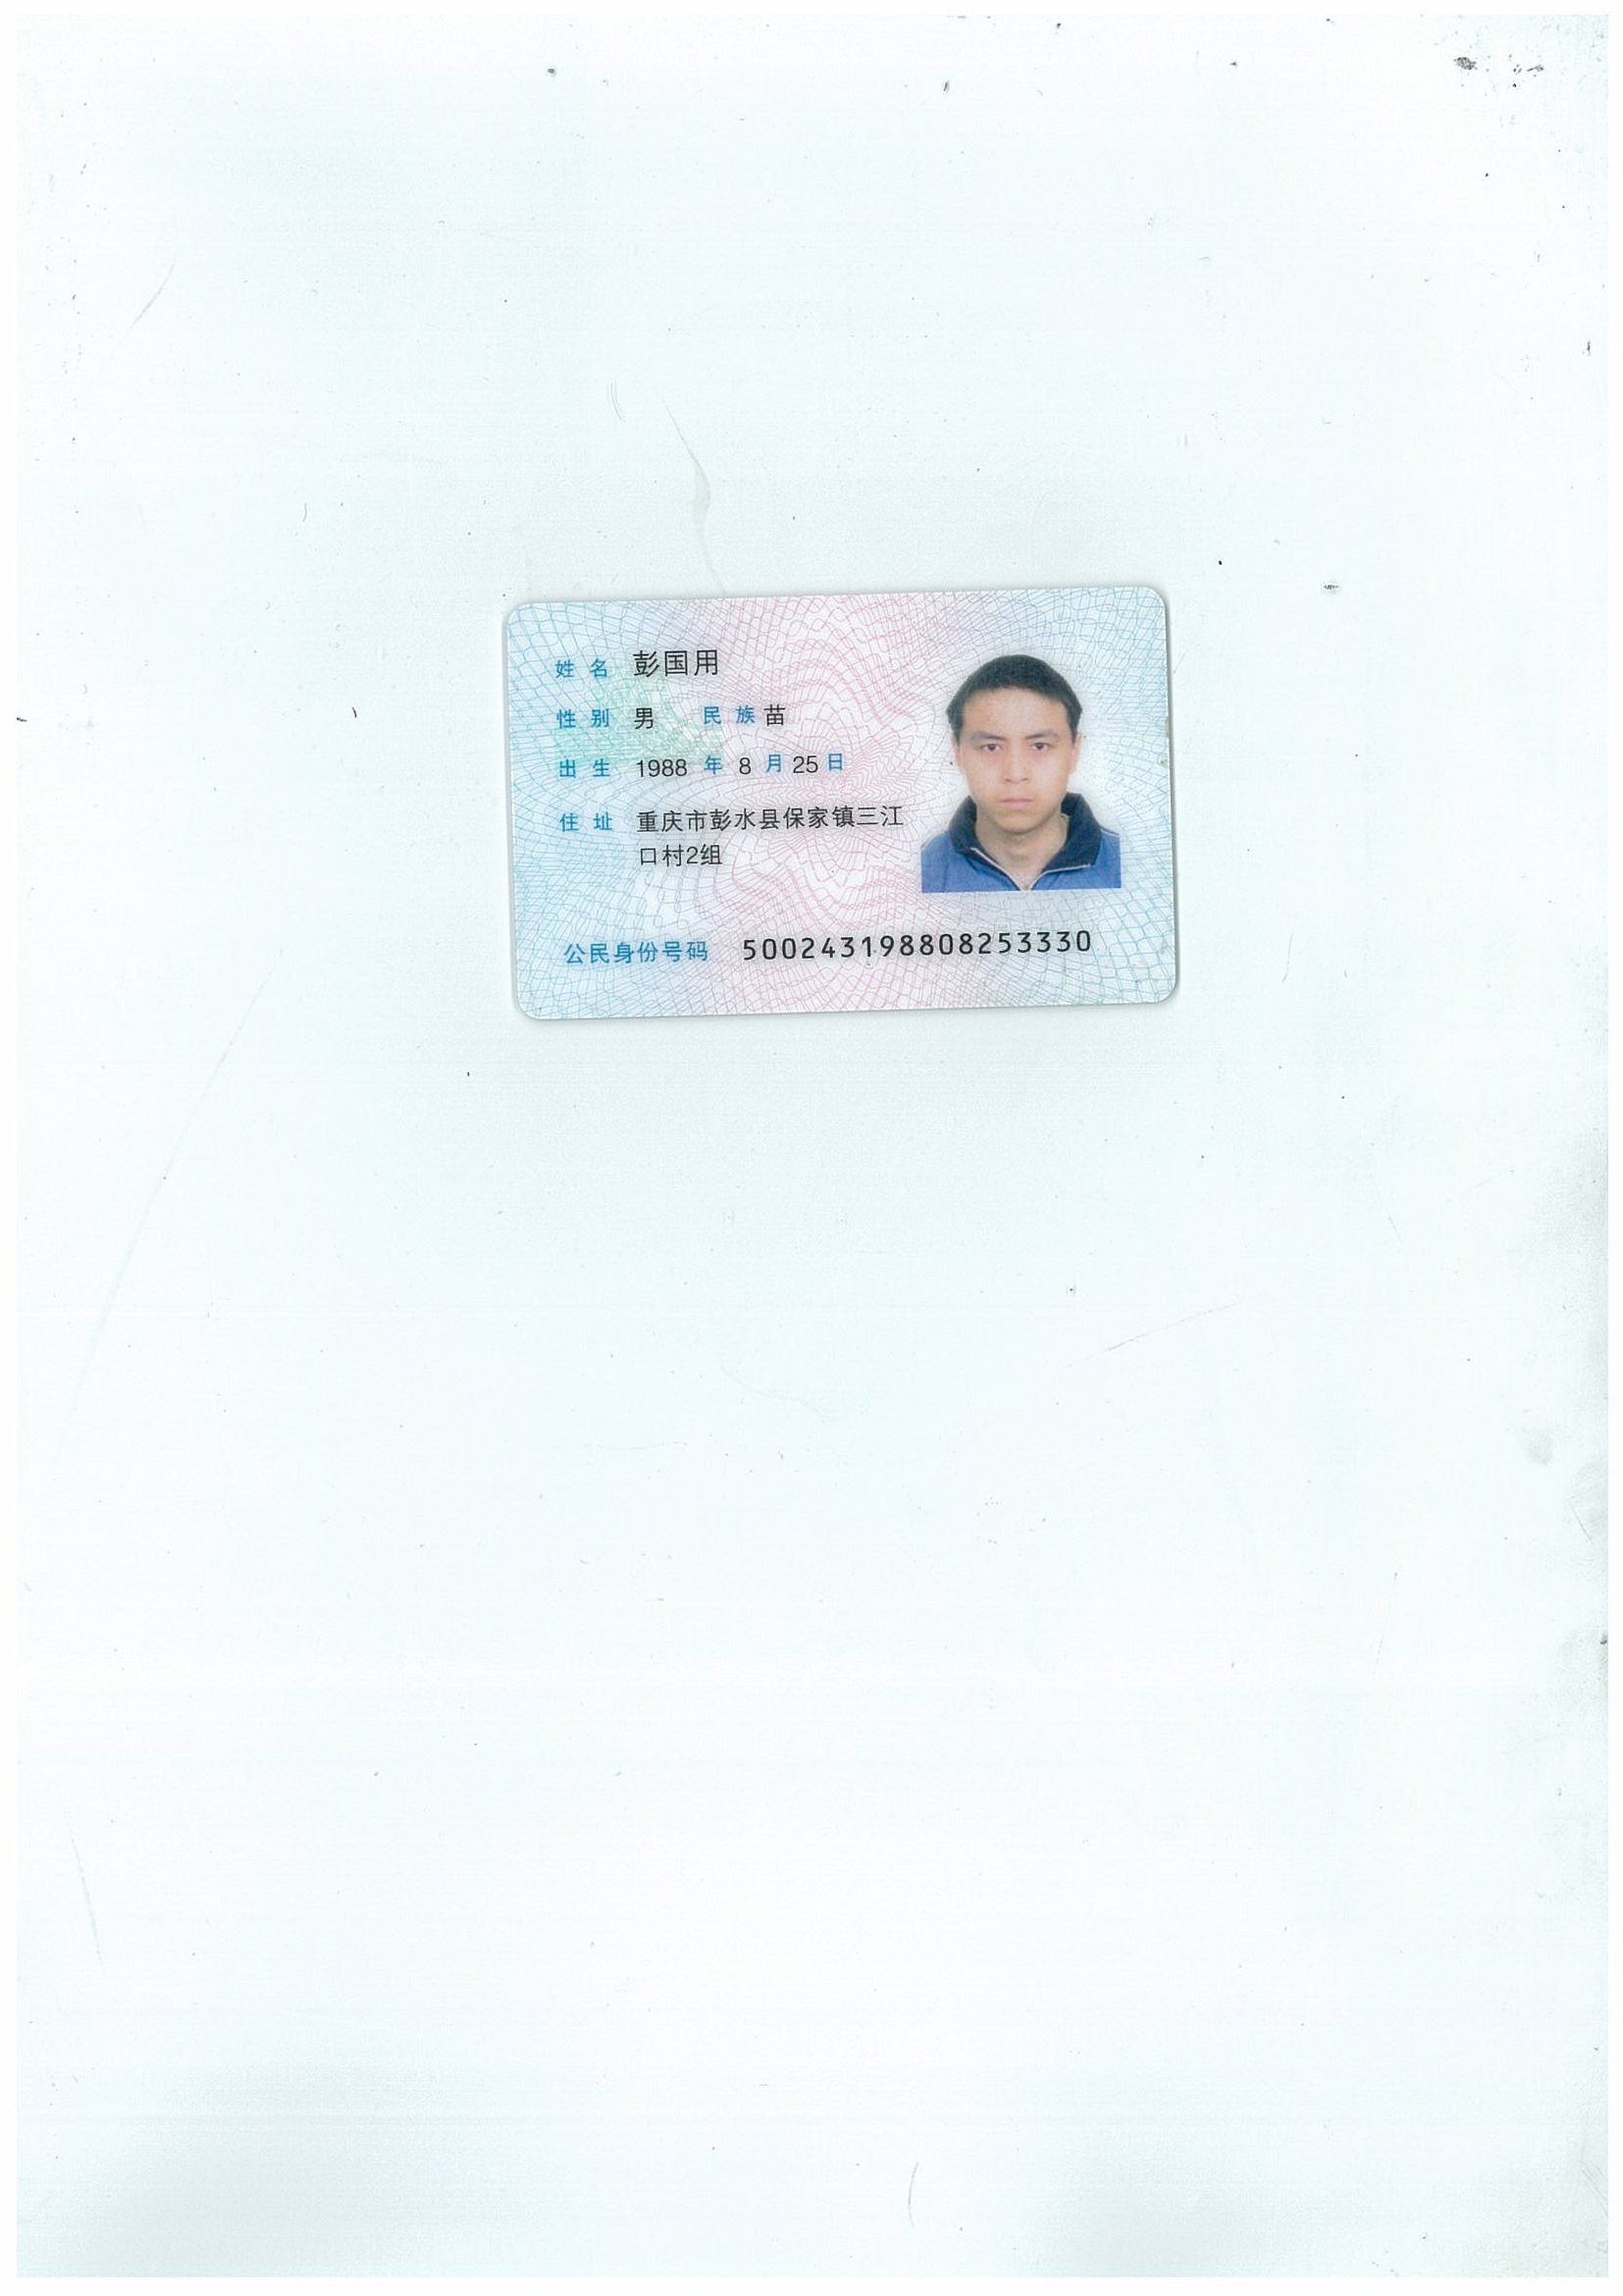 姓名 彭国用
性别 男 民族 苗
出生 1988 年 8 月 25 日
住址 重庆市彭水县保家镇三江
口村2组
公民身份号码 500243198808253330